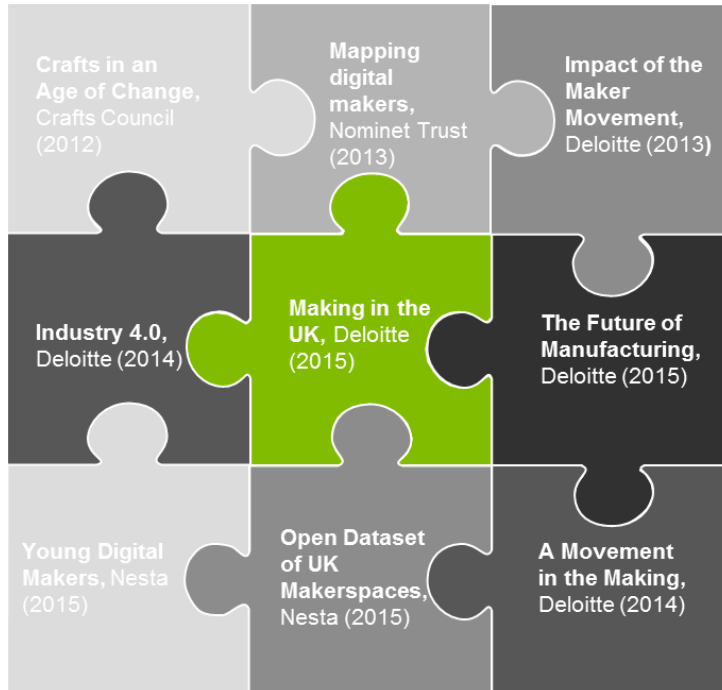 Crafts in an
Age of Change,
Crafts Council
(2012)
Mapping
digital
makers,
Nominet Trust
(2013)
Impact of the
Maker
Movement,
Deloitte (2013)
Industry 4.0,
Deloitte (2014)
Making in the
UK, Deloitte
(2015)
The Future of
Manufacturing,
Deloitte (2015)
Young Digital
Makers, Nesta
(2015)
Open Dataset
of UK
Makerspaces,
Nesta (2015)
A Movement
in the Making,
Deloitte (2014)